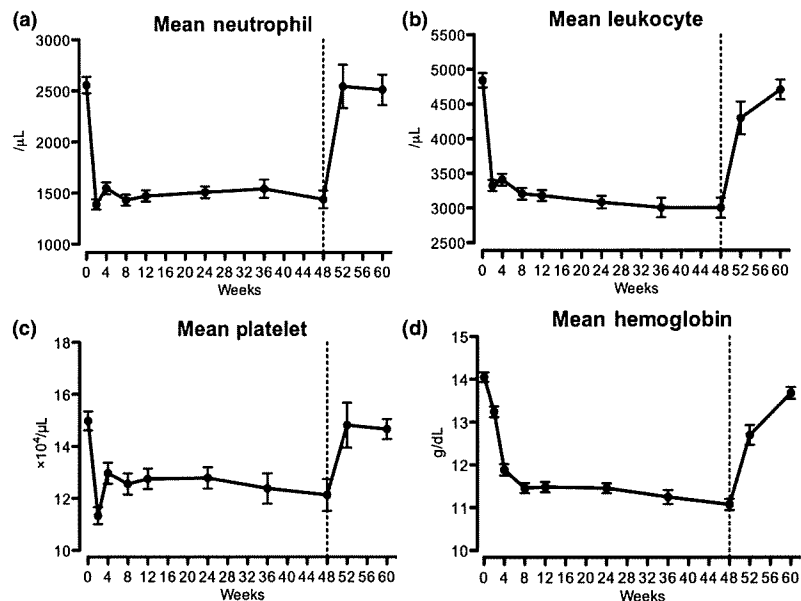 (a) Mean neutrophil
3000
2500
2000
1500
1000
/μL
0 4 8 12 16 20 24 28 32 36 40 44 48 52 56 60
Weeks
(b) Mean leukocyte
5000
4500
4000
3500
3000
2500
/μL
0 4 8 12 16 20 24 28 32 36 40 44 48 52 56 60
Weeks
(c) Mean platelet
18
16
14
12
10
×10⁴/μL
0 4 8 12 16 20 24 28 32 36 40 44 48 52 56 60
Weeks
(d) Mean hemoglobin
15
14
13
12
11
10
g/dL
0 4 8 12 16 20 24 28 32 36 40 44 48 52 56 60
Weeks